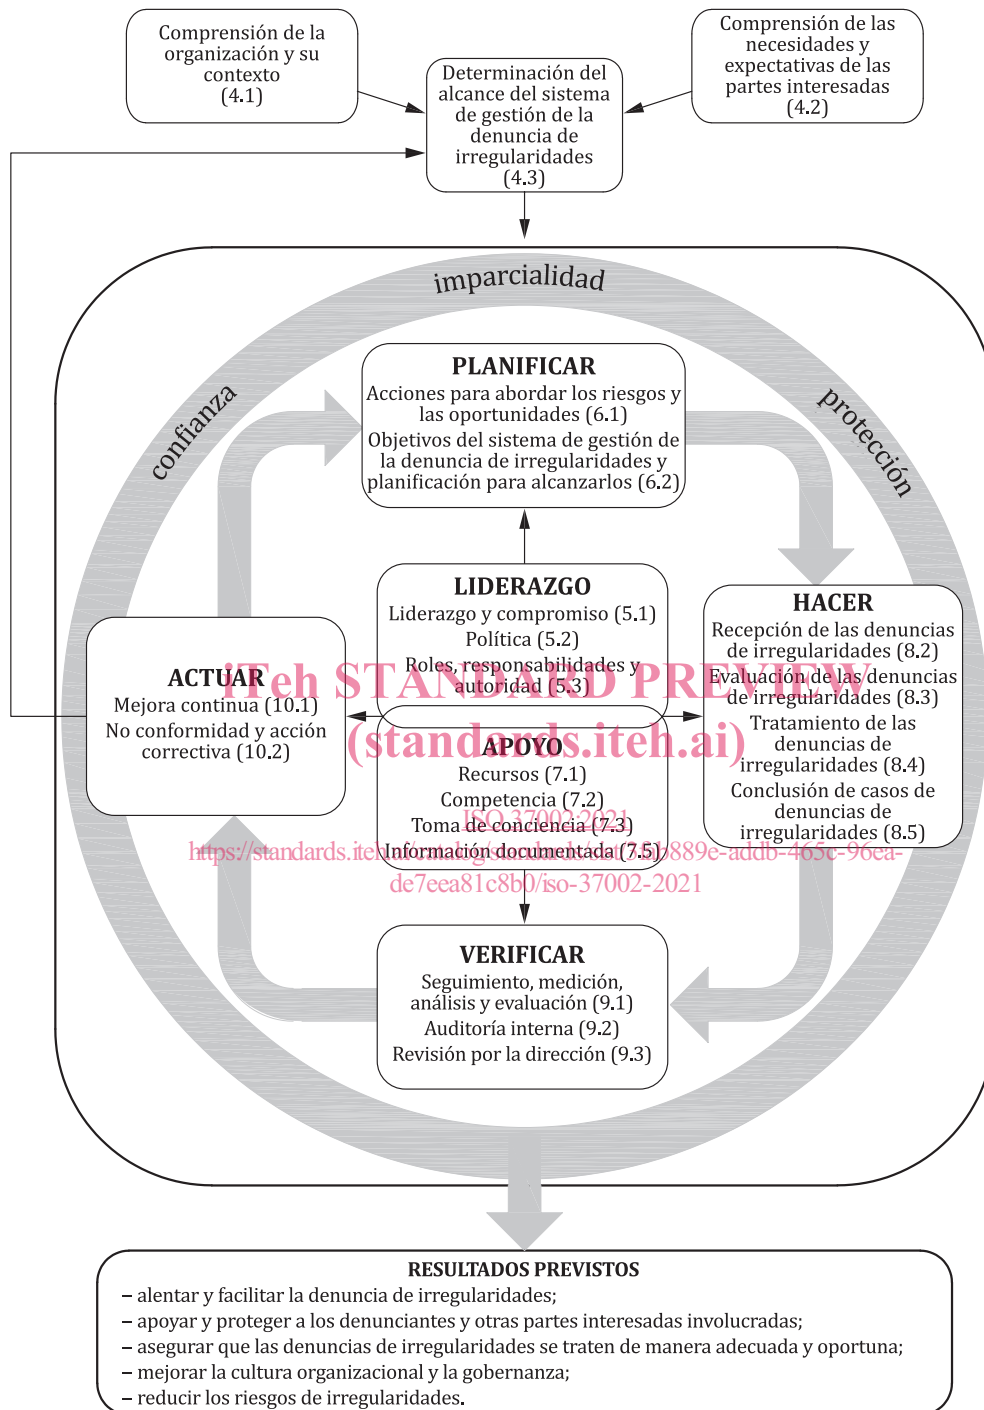 Comprensión de la
organización y su
contexto
(4.1)
Comprensión de las
necesidades y
expectativas de las
partes interesadas
(4.2)
Determinación del
alcance del sistema
de gestión de la
denuncia de
irregularidades
(4.3)
imparcialidad
confianza
protección
PLANIFICAR
Acciones para abordar los riesgos y
las oportunidades (6.1)
Objetivos del sistema de gestión de
la denuncia de irregularidades y
planificación para alcanzarlos (6.2)
LIDERAZGO
Liderazgo y compromiso (5.1)
Política (5.2)
Roles, responsabilidades y
autoridad (5.3)
HACER
Recepción de las denuncias
de irregularidades (8.2)
Evaluación de las denuncias
de irregularidades (8.3)
Tratamiento de las
denuncias de
irregularidades (8.4)
Conclusión de casos de
denuncias de
irregularidades (8.5)
ACTUAR
Mejora continua (10.1)
No conformidad y acción
correctiva (10.2)
iTeh STANDARD PREVIEW
(standards.iteh.ai)
APOYO
Recursos (7.1)
Competencia (7.2)
Toma de conciencia (7.3)
Información documentada (7.5)
ISO 37002:2021
de7eea81c8b0/iso-37002-2021
VERIFICAR
Seguimiento, medición,
análisis y evaluación (9.1)
Auditoría interna (9.2)
Revisión por la dirección (9.3)
RESULTADOS PREVISTOS
– alentar y facilitar la denuncia de irregularidades;
– apoyar y proteger a los denunciantes y otras partes interesadas involucradas;
– asegurar que las denuncias de irregularidades se traten de manera adecuada y oportuna;
– mejorar la cultura organizacional y la gobernanza;
– reducir los riesgos de irregularidades.